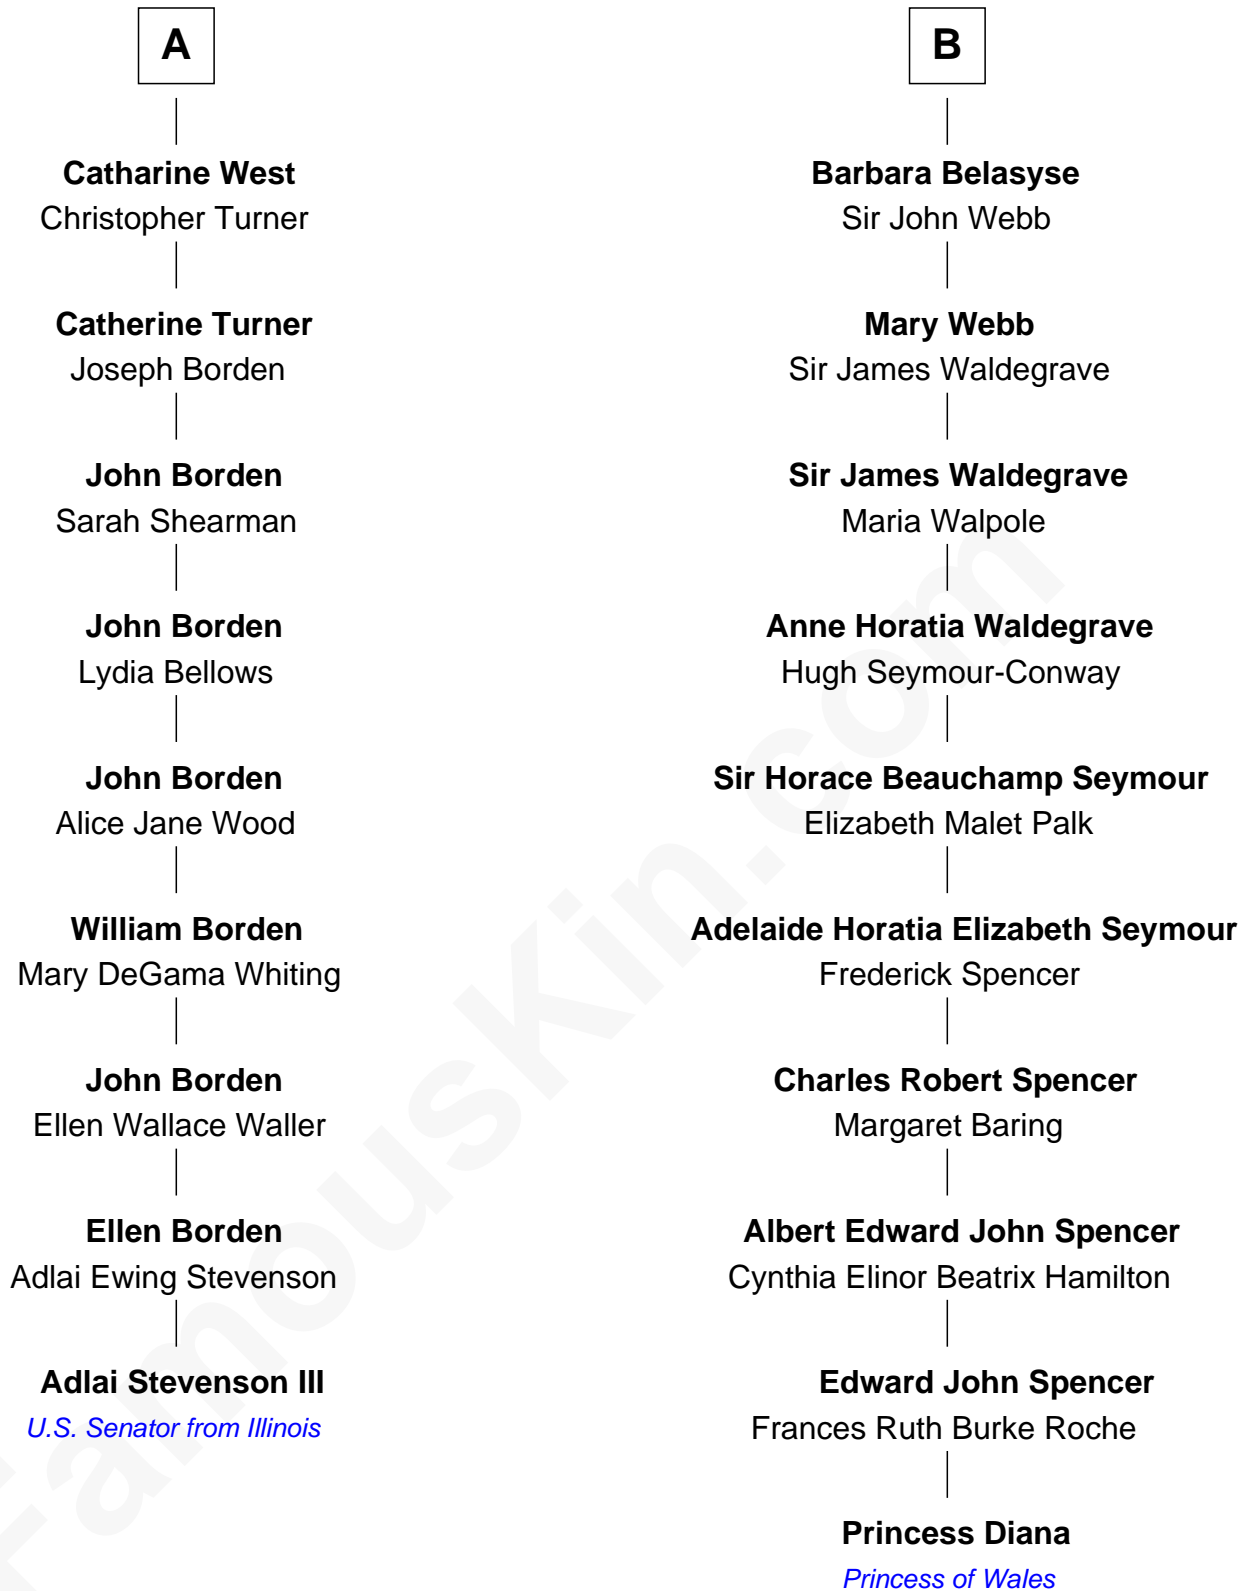 A
Catharine West
Christopher Turner
Catherine Turner
Joseph Borden
John Borden
Sarah Shearman
John Borden
Lydia Bellows
John Borden
Alice Jane Wood
William Borden
Mary DeGama Whiting
John Borden
Ellen Wallace Waller
Ellen Borden
Adlai Ewing Stevenson
Adlai Stevenson III
U.S. Senator from Illinois
B
Barbara Belasyse
Sir John Webb
Mary Webb
Sir James Waldegrave
Sir James Waldegrave
Maria Walpole
Anne Horatia Waldegrave
Hugh Seymour-Conway
Sir Horace Beauchamp Seymour
Elizabeth Malet Palk
Adelaide Horatia Elizabeth Seymour
Frederick Spencer
Charles Robert Spencer
Margaret Baring
Albert Edward John Spencer
Cynthia Elinor Beatrix Hamilton
Edward John Spencer
Frances Ruth Burke Roche
Princess Diana
Princess of Wales
FamousKin.com